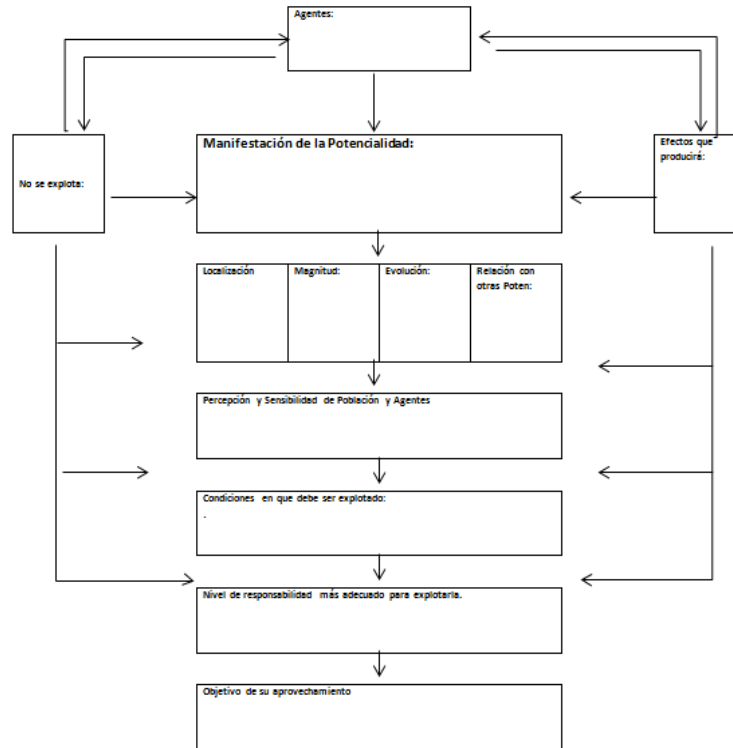 Agentes:
Manifestación de la Potencialidad:
Efectos que
producirá:
No se explota:
Localización
Magnitud:
Evolución:
Relación con
otras Poten:
Percepción y Sensibilidad de Población y Agentes
Condiciones en que debe ser explotado:
.
Nivel de responsabilidad más adecuado para explotarla.
Objetivo de su aprovechamiento